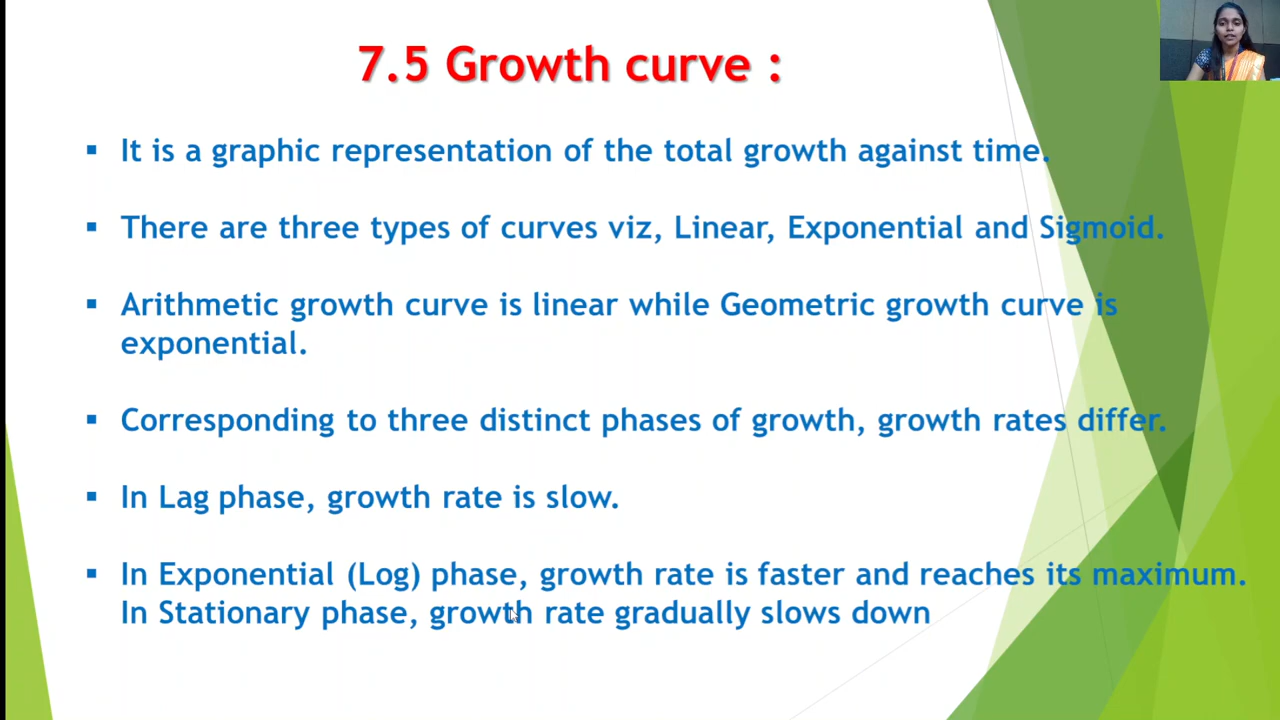 7.5 Growth curve :
▪ It is a graphic representation of the total growth against time.
▪ There are three types of curves viz, Linear, Exponential and Sigmoid.
▪ Arithmetic growth curve is linear while Geometric growth curve is
exponential.
▪ Corresponding to three distinct phases of growth, growth rates differ.
▪ In Lag phase, growth rate is slow.
▪ In Exponential (Log) phase, growth rate is faster and reaches its maximum.
In Stationary phase, growth rate gradually slows down